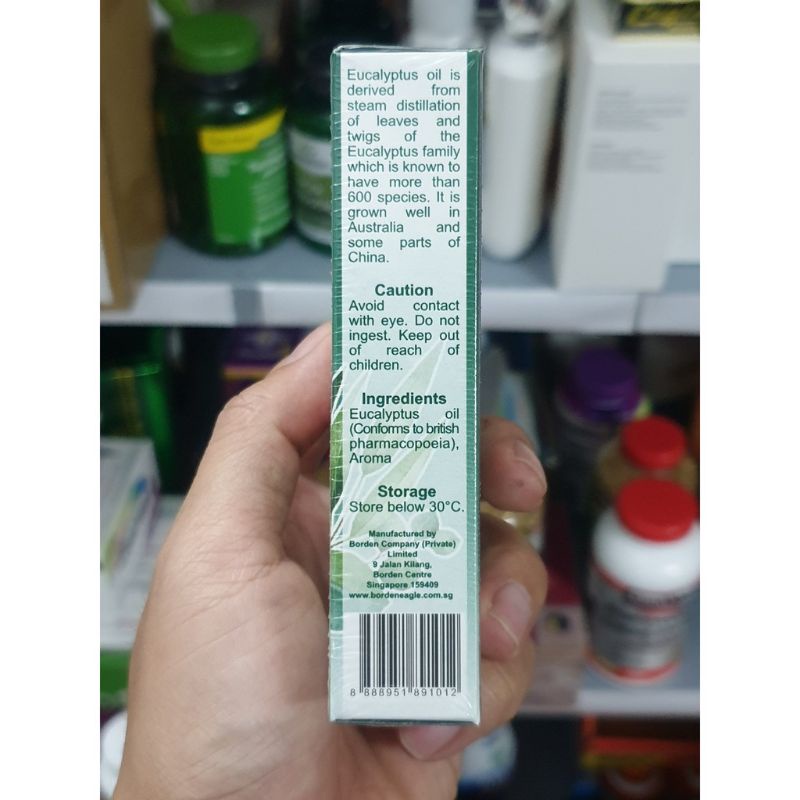 Eucalyptus oil is
derived from
steam distillation
of leaves and
twigs of the
Eucalyptus family
which is known to
have more than
600 species. It is
grown well in
Australia and
some parts of
China.
Caution
Avoid contact
with eye. Do not
ingest. Keep out
of reach of
children.
Ingredients
Eucalyptus oil
(Conforms to british
pharmacopoeia),
Aroma
Storage
Store below 30°C.
Manufactured by
Borden Company (Private)
Limited
9 Jalan Kilang,
Borden Centre
Singapore 159409
www.bordeneagle.com.sg
8 888951 891012